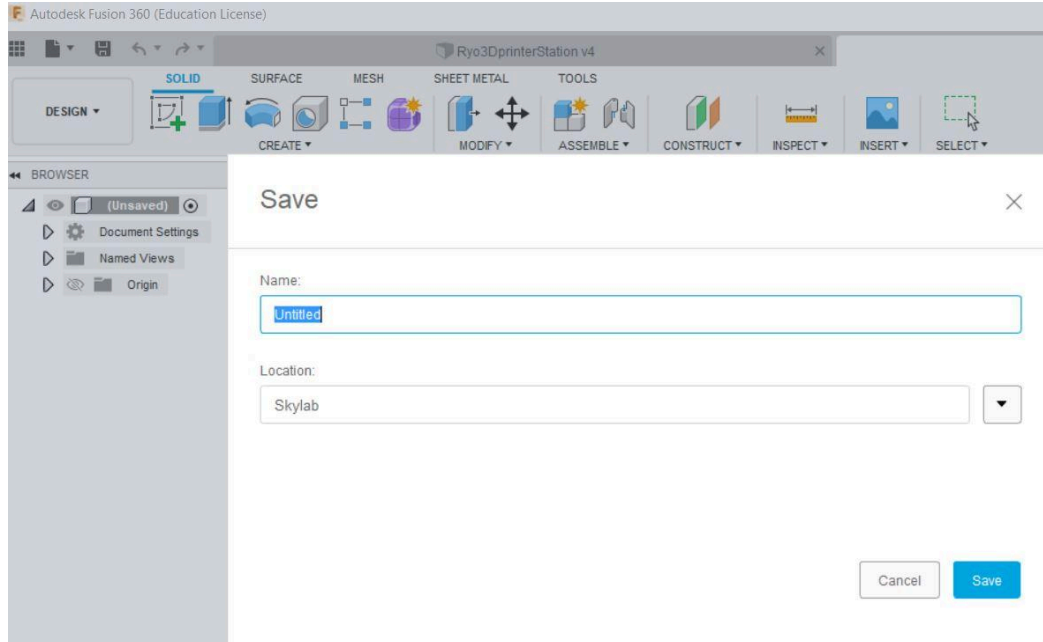 Autodesk Fusion 360 (Education License)
Ryo3DprinterStation v4
SOLID SURFACE MESH SHEET METAL TOOLS
DESIGN
CREATE MODIFY ASSEMBLE CONSTRUCT INSPECT INSERT SELECT
BROWSER
(Unsaved)
Document Settings
Named Views
Origin
Save
Name:
Untitled
Location:
Skylab
Cancel Save